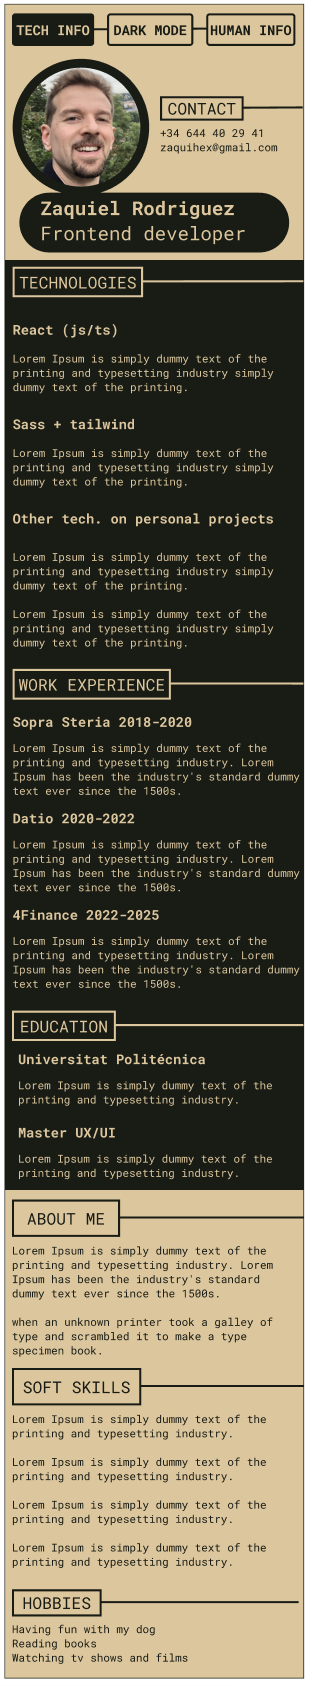 TECH INFO
DARK MODE
HUMAN INFO
CONTACT
+34 644 40 29 41
zaquihex@gmail.com
Zaquiel Rodriguez
Frontend developer
TECHNOLOGIES
React (js/ts)
Lorem Ipsum is simply dummy text of the
printing and typesetting industry simply
dummy text of the printing.
Sass + tailwind
Lorem Ipsum is simply dummy text of the
printing and typesetting industry simply
dummy text of the printing.
Other tech. on personal projects
Lorem Ipsum is simply dummy text of the
printing and typesetting industry simply
dummy text of the printing.
Lorem Ipsum is simply dummy text of the
printing and typesetting industry simply
dummy text of the printing.
WORK EXPERIENCE
Sopra Steria 2018-2020
Lorem Ipsum is simply dummy text of the
printing and typesetting industry. Lorem
Ipsum has been the industry's standard dummy
text ever since the 1500s.
Datio 2020-2022
Lorem Ipsum is simply dummy text of the
printing and typesetting industry. Lorem
Ipsum has been the industry's standard dummy
text ever since the 1500s.
4Finance 2022-2025
Lorem Ipsum is simply dummy text of the
printing and typesetting industry. Lorem
Ipsum has been the industry's standard dummy
text ever since the 1500s.
EDUCATION
Universitat Politécnica
Lorem Ipsum is simply dummy text of the
printing and typesetting industry.
Master UX/UI
Lorem Ipsum is simply dummy text of the
printing and typesetting industry.
ABOUT ME
Lorem Ipsum is simply dummy text of the
printing and typesetting industry. Lorem
Ipsum has been the industry's standard
dummy text ever since the 1500s.
when an unknown printer took a galley of
type and scrambled it to make a type
specimen book.
SOFT SKILLS
Lorem Ipsum is simply dummy text of the
printing and typesetting industry.
Lorem Ipsum is simply dummy text of the
printing and typesetting industry.
Lorem Ipsum is simply dummy text of the
printing and typesetting industry.
Lorem Ipsum is simply dummy text of the
printing and typesetting industry.
HOBBIES
Having fun with my dog
Reading books
Watching tv shows and films